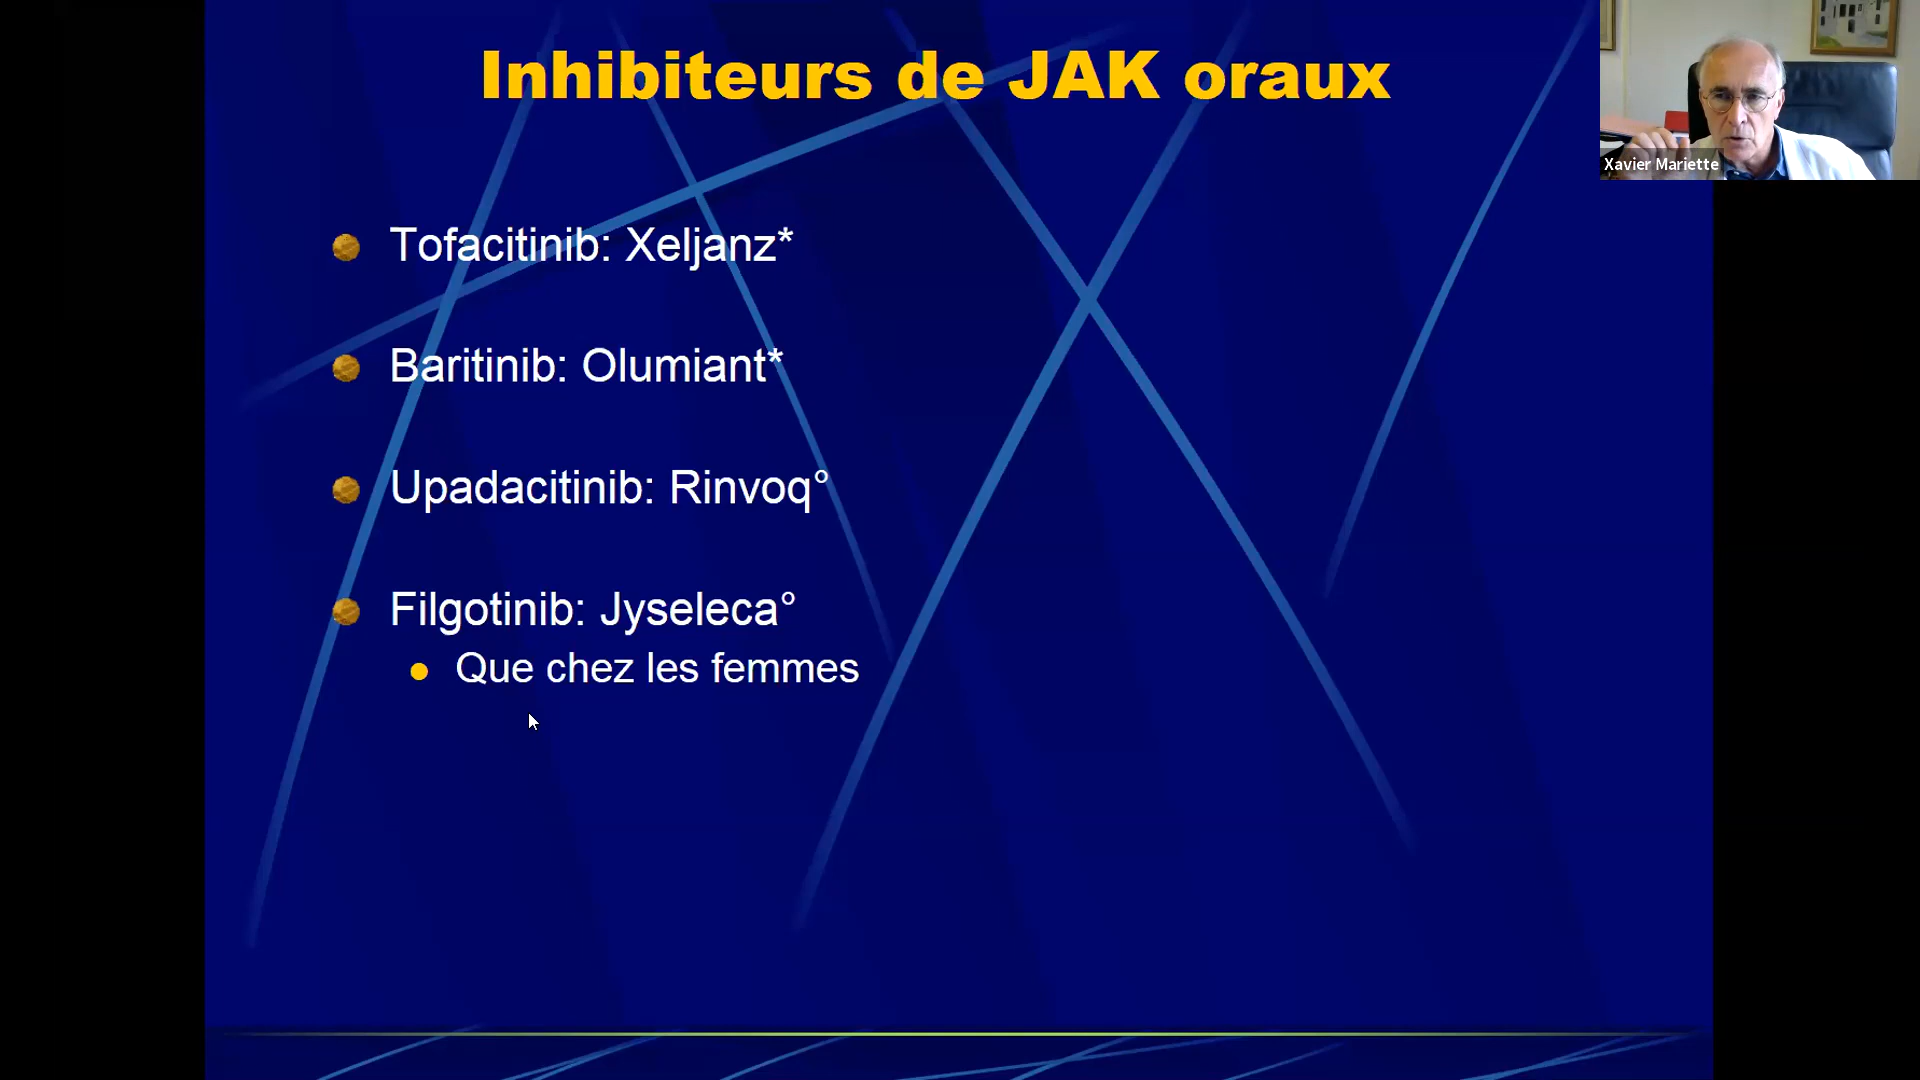 Inhibiteurs de JAK oraux
Xavier Mariette
Tofacitinib: Xeljanz*
Baritinib: Olumiant*
Upadacitinib: Rinvoq°
Filgotinib: Jyseleca°
Que chez les femmes